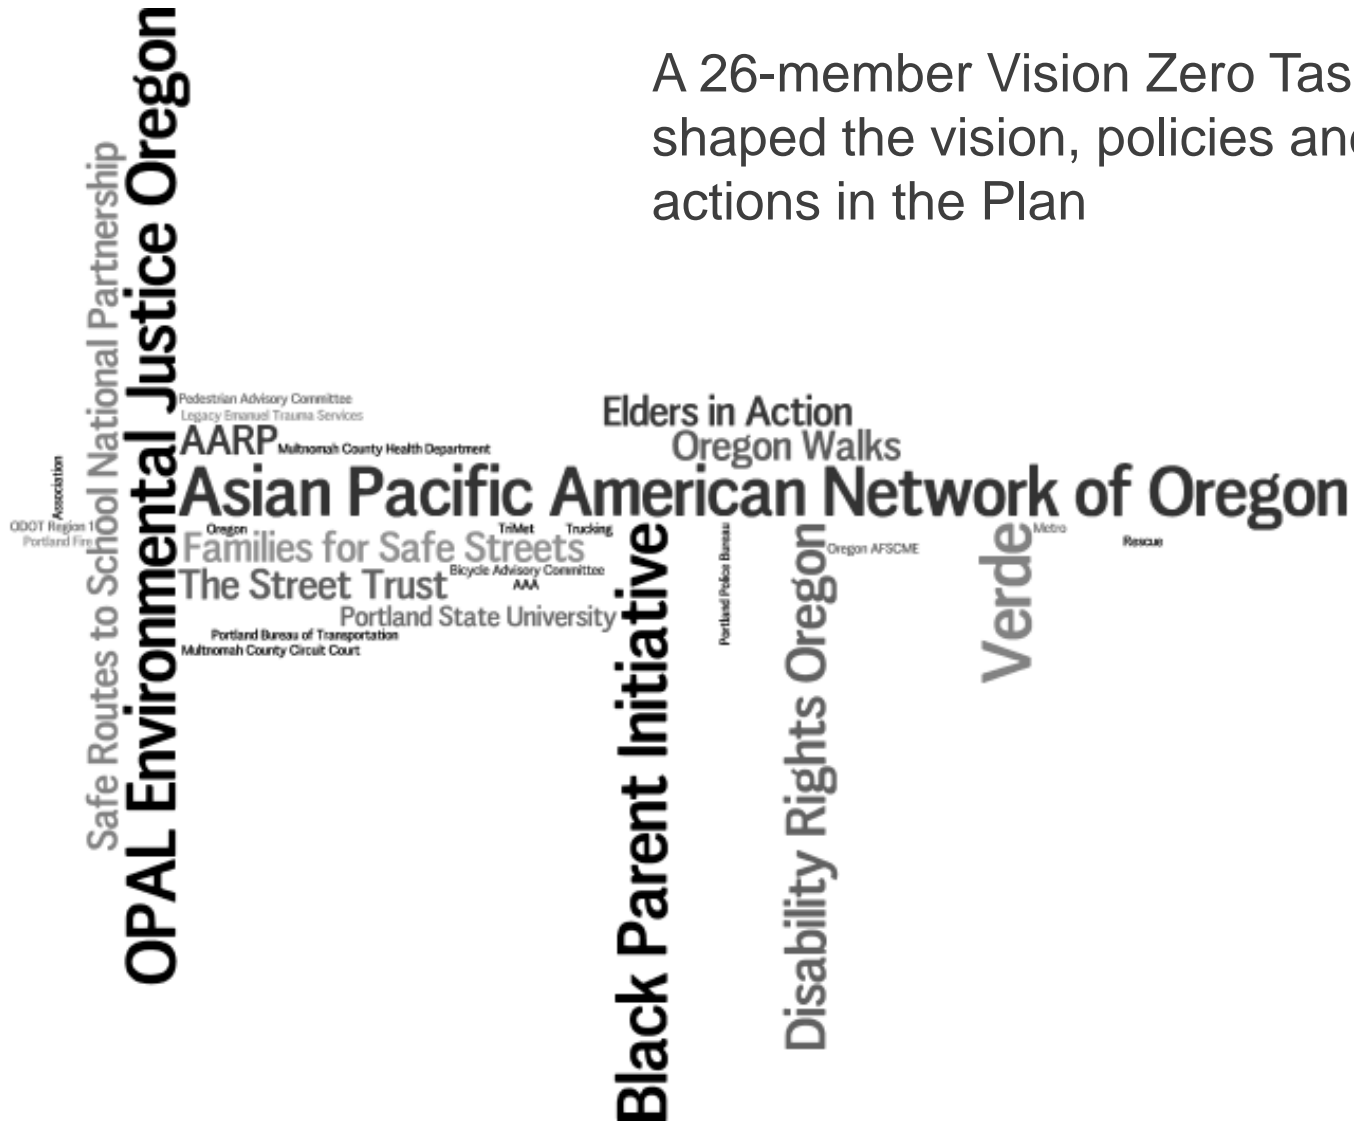 A 26-member Vision Zero Tas
shaped the vision, policies and
actions in the Plan
Safe Routes to School National Partnership
OPAL Environmental Justice Oregon
Pedestrian Advisory Committee
Legacy Emanuel Trauma Services
AARP
Multnomah County Health Department
Elders in Action
Oregon Walks
Asian Pacific American Network of Oregon
Association
ODOT Region 1
Portland Fire
Oregon
TriMet
Trucking
Families for Safe Streets
The Street Trust
Bicycle Advisory Committee
AAA
Portland State University
Portland Bureau of Transportation
Multnomah County Circuit Court
Black Parent Initiative
Portland Police Bureau
Disability Rights Oregon
Oregon AFSCME
Verde
Metro
Rescue